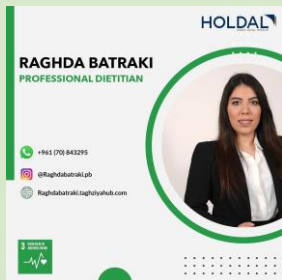 HOLDAL
RAGHDA BATRAKI
PROFESSIONAL DIETITIAN
+961 (70) 843295
@Raghdabatraki.pb
Raghdabatraki.taghziyahub.com
3